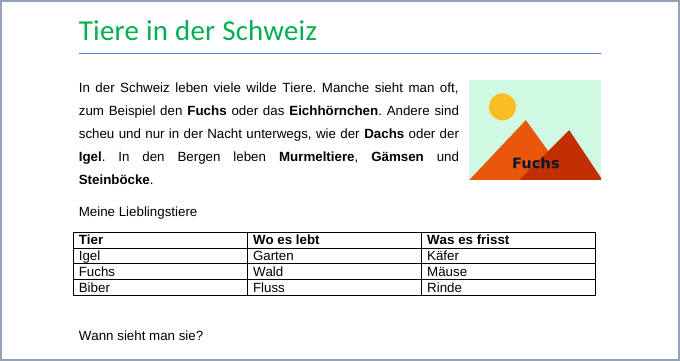 Tiere in der Schweiz
In der Schweiz leben viele wilde Tiere. Manche sieht man oft,
zum Beispiel den Fuchs oder das Eichhörnchen. Andere sind
scheu und nur in der Nacht unterwegs, wie der Dachs oder der
Igel. In den Bergen leben Murmeltiere, Gämsen und
Steinböcke.
Fuchs
Meine Lieblingstiere
Tier Wo es lebt Was es frisst
Igel Garten Käfer
Fuchs Wald Mäuse
Biber Fluss Rinde
Wann sieht man sie?